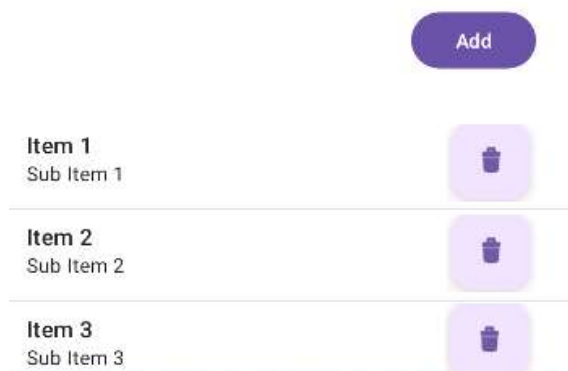 Add
Item 1
Sub Item 1
Item 2
Sub Item 2
Item 3
Sub Item 3